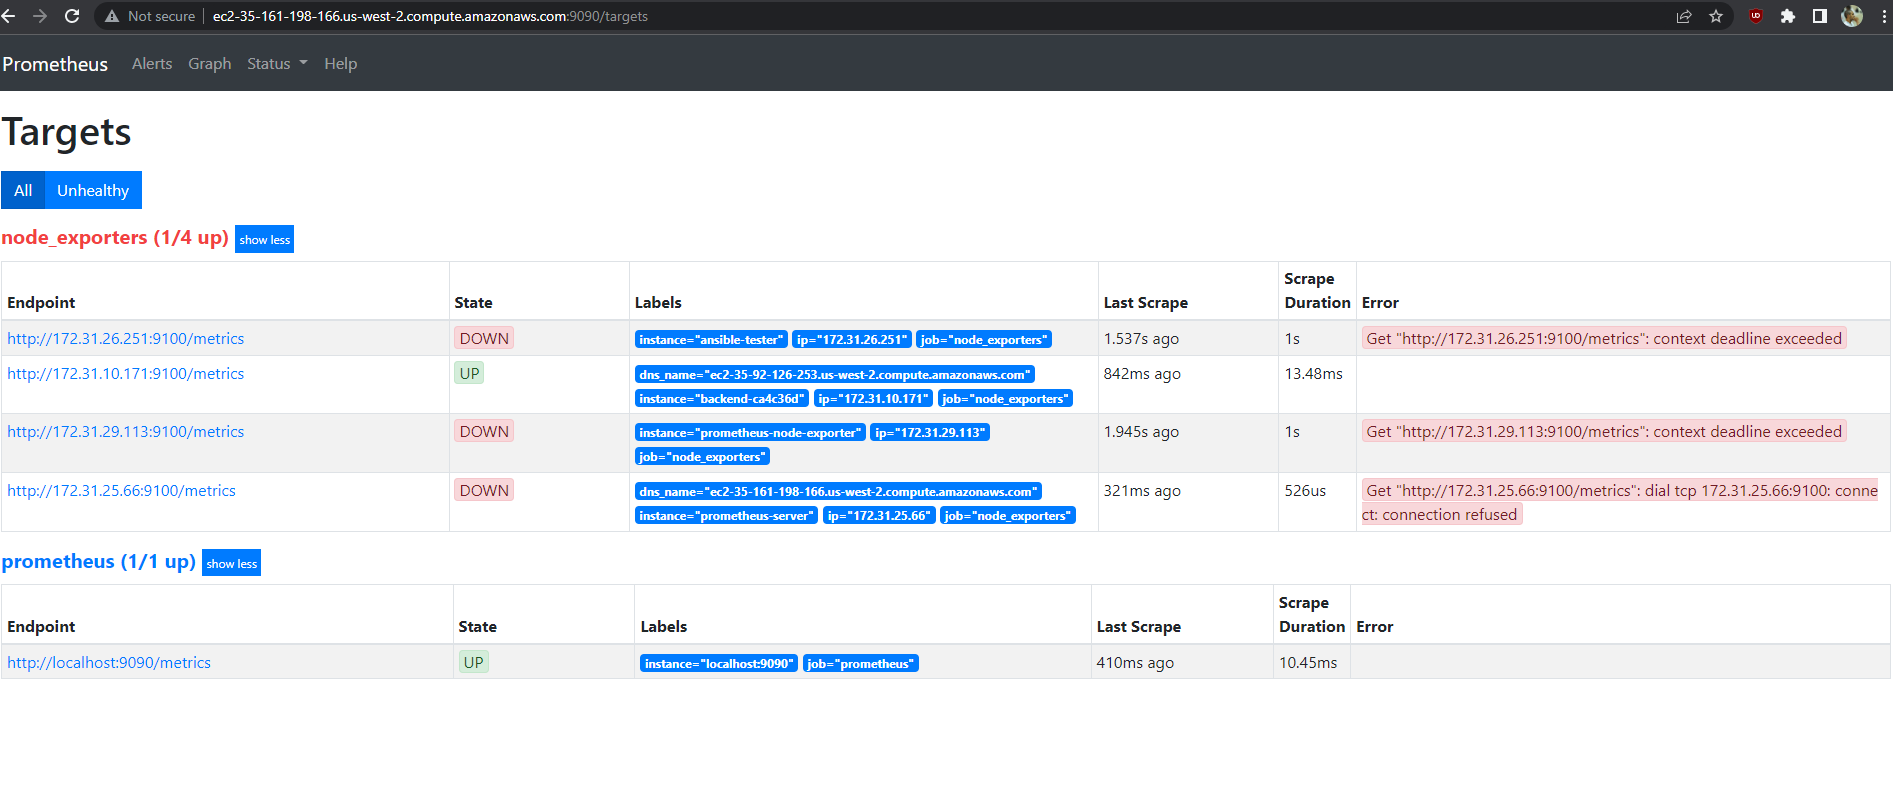 Not secure | ec2-35-161-198-166.us-west-2.compute.amazonaws.com:9090/targets
Prometheus Alerts Graph Status Help
Targets
All Unhealthy
node_exporters (1/4 up) show less
Scrape
Endpoint State Labels Last Scrape Duration Error
http://172.31.26.251:9100/metrics DOWN instance="ansible-tester" ip="172.31.26.251" job="node_exporters" 1.537s ago 1s Get "http://172.31.26.251:9100/metrics": context deadline exceeded
http://172.31.10.171:9100/metrics UP dns_name="ec2-35-92-126-253.us-west-2.compute.amazonaws.com" 842ms ago 13.48ms
instance="backend-ca4c36d" ip="172.31.10.171" job="node_exporters"
http://172.31.29.113:9100/metrics DOWN instance="prometheus-node-exporter" ip="172.31.29.113" 1.945s ago 1s Get "http://172.31.29.113:9100/metrics": context deadline exceeded
job="node_exporters"
http://172.31.25.66:9100/metrics DOWN dns_name="ec2-35-161-198-166.us-west-2.compute.amazonaws.com" 321ms ago 526us Get "http://172.31.25.66:9100/metrics": dial tcp 172.31.25.66:9100: conne
instance="prometheus-server" ip="172.31.25.66" job="node_exporters" ct: connection refused
prometheus (1/1 up) show less
Scrape
Endpoint State Labels Last Scrape Duration Error
http://localhost:9090/metrics UP instance="localhost:9090" job="prometheus" 410ms ago 10.45ms